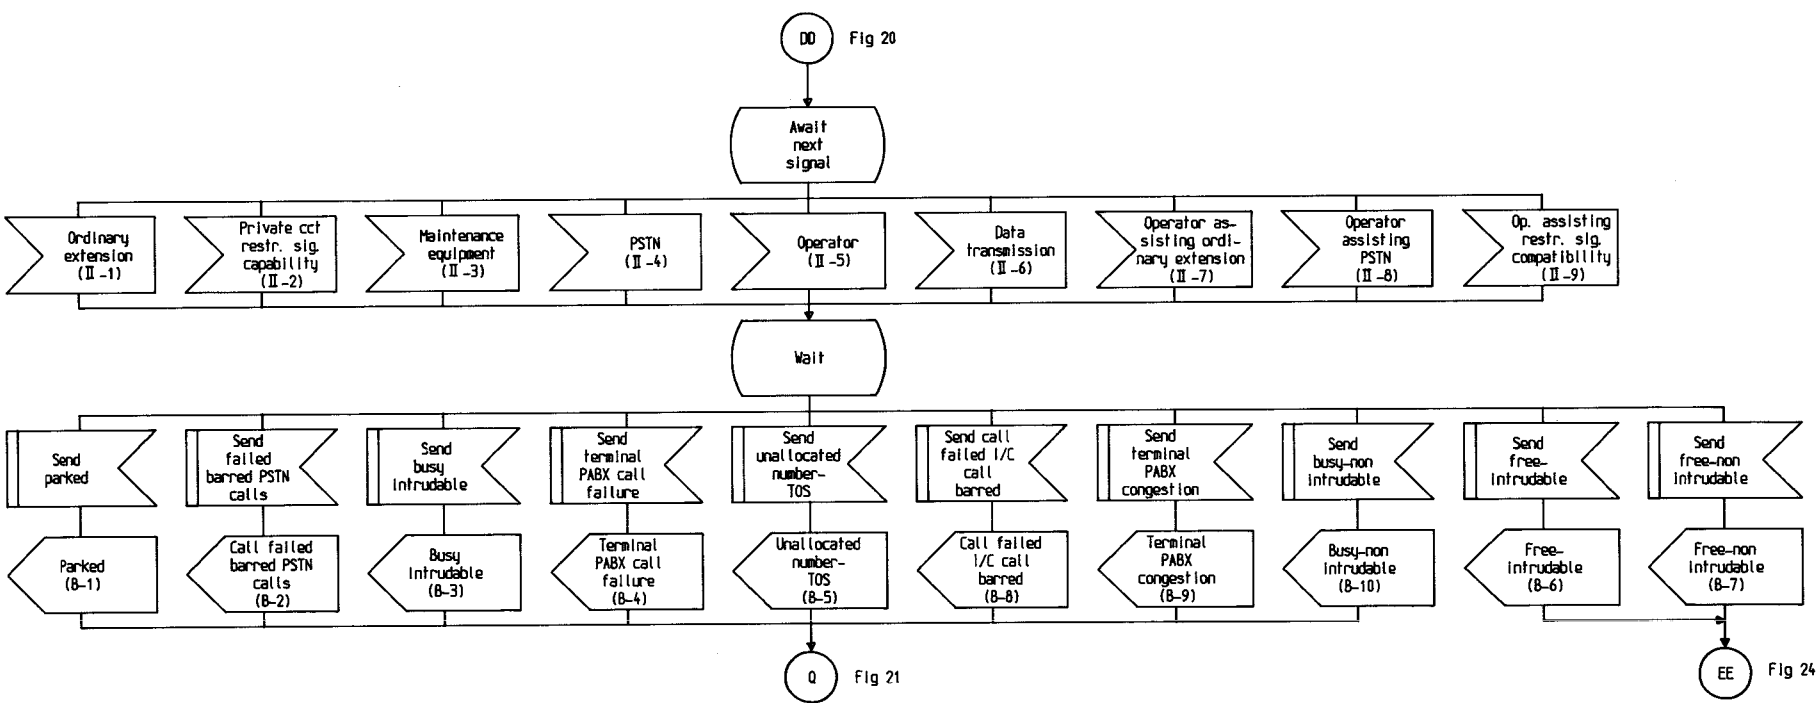 DD
Fig 20
Await
next
signal
Ordinary
extension
(II-1)
Private cct
restr. sig.
capability
(II-2)
Maintenance
equipment
(II-3)
PSTN
(II-4)
Operator
(II-5)
Data
transmission
(II-6)
Operator as-
sisting ordi-
nary extension
(II-7)
Operator
assisting
PSTN
(II-8)
Op. assisting
restr. sig.
compatibility
(II-9)
Wait
Send
parked
Send
failed
barred PSTN
calls
Send
busy
intrudable
Send
terminal
PABX call
failure
Send
unallocated
number-
TOS
Send call
failed I/C
call
barred
Send
terminal
PABX
congestion
Send
busy-non
intrudable
Send
free-
intrudable
Send
free-non
intrudable
Parked
(B-1)
Call failed
barred PSTN
calls
(B-2)
Busy
intrudable
(B-3)
Terminal
PABX call
failure
(B-4)
Unallocated
number-
TOS
(B-5)
Call failed
I/C call
barred
(B-8)
Terminal
PABX
congestion
(B-9)
Busy-non
intrudable
(B-10)
Free-
intrudable
(B-6)
Free-non
intrudable
(B-7)
Q
Fig 21
EE
Fig 24